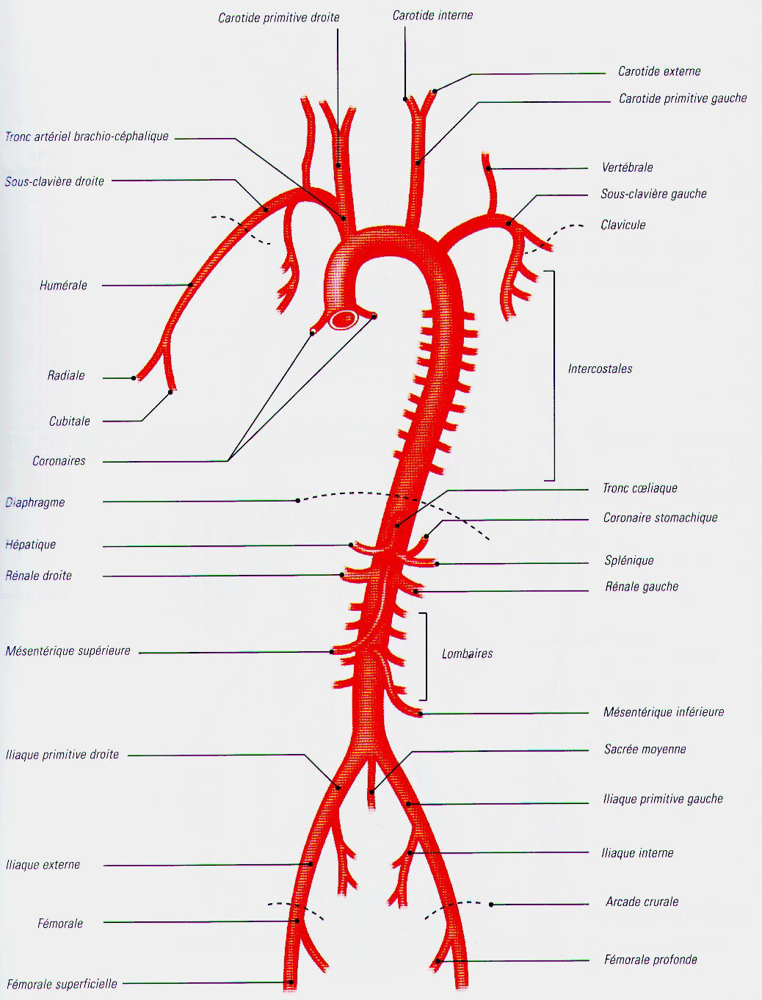 Carotide primitive droite
Carotide interne
Carotide externe
Carotide primitive gauche
Tronc artériel brachio-céphalique
Vertébrale
Sous-clavière droite
Sous-clavière gauche
Clavicule
Humérale
Intercostales
Radiale
Cubitale
Coronaires
Tronc cœliaque
Diaphragme
Coronaire stomachique
Hépatique
Splénique
Rénale droite
Rénale gauche
Mésentérique supérieure
Lombaires
Mésentérique inférieure
Sacrée moyenne
Iliaque primitive droite
Iliaque primitive gauche
Iliaque interne
Iliaque externe
Arcade crurale
Fémorale
Fémorale profonde
Fémorale superficielle